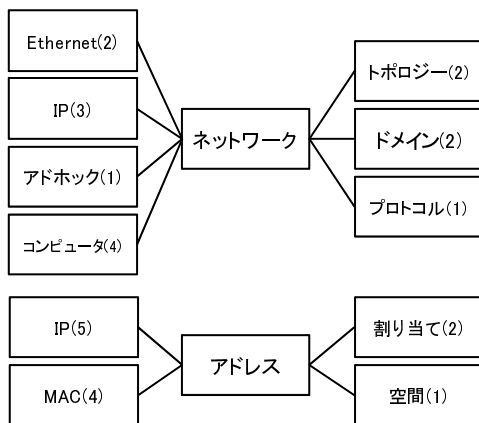 Ethernet(2)
IP(3)
アドホック(1)
コンピュータ(4)
ネットワーク
トポロジー(2)
ドメイン(2)
プロトコル(1)
IP(5)
MAC(4)
アドレス
割り当て(2)
空間(1)